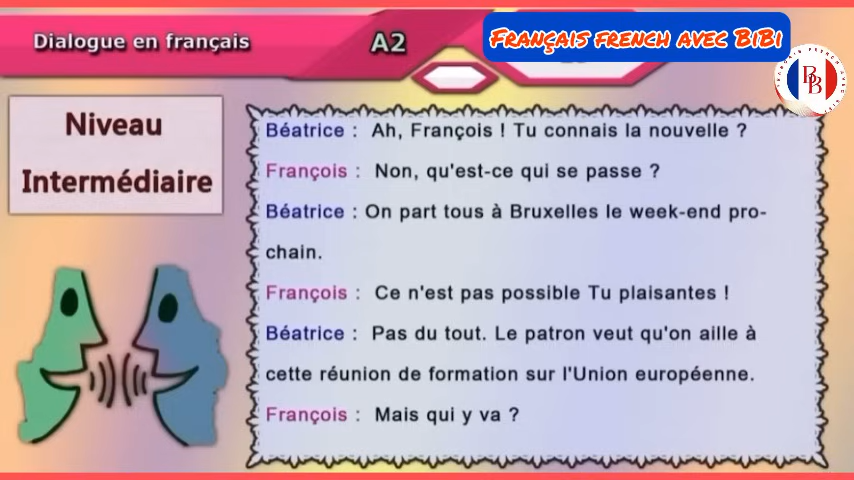 Dialogue en français
A2
FRANÇAIS FRENCH AVEC BIBI
BB
Niveau
Intermédiaire
Béatrice : Ah, François ! Tu connais la nouvelle ?
François : Non, qu'est-ce qui se passe ?
Béatrice : On part tous à Bruxelles le week-end pro-
chain.
François : Ce n'est pas possible Tu plaisantes !
Béatrice : Pas du tout. Le patron veut qu'on aille à
cette réunion de formation sur l'Union européenne.
François : Mais qui y va ?